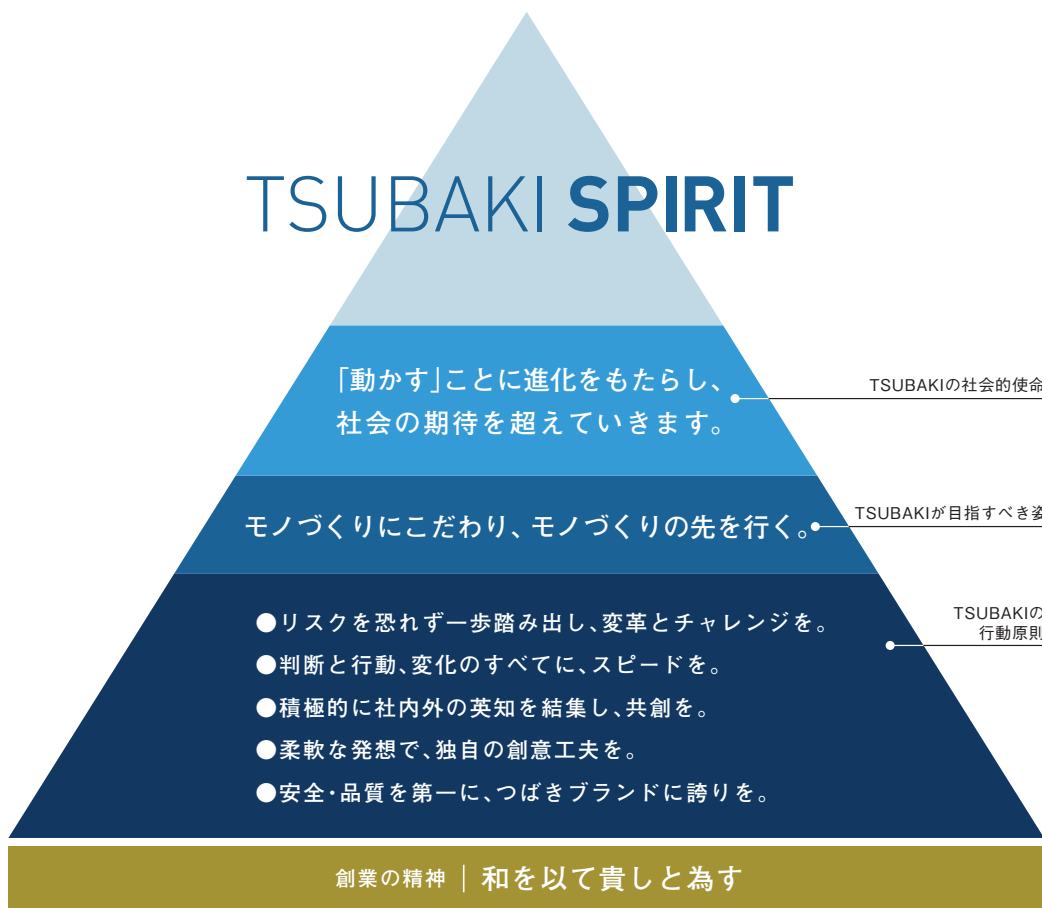 TSUBAKI SPIRIT
「動かす」ことに進化をもたらし、
社会の期待を超えていきます。
TSUBAKIの社会的使命
モノづくりにこだわり、モノづくりの先を行く。
TSUBAKIが目指すべき姿
●リスクを恐れず一歩踏み出し、変革とチャレンジを。
●判断と行動、変化のすべてに、スピードを。
●積極的に社内外の英知を結集し、共創を。
●柔軟な発想で、独自の創意工夫を。
●安全・品質を第一に、つばきブランドに誇りを。
TSUBAKIの
行動原則
創業の精神｜和を以て貴しと為す